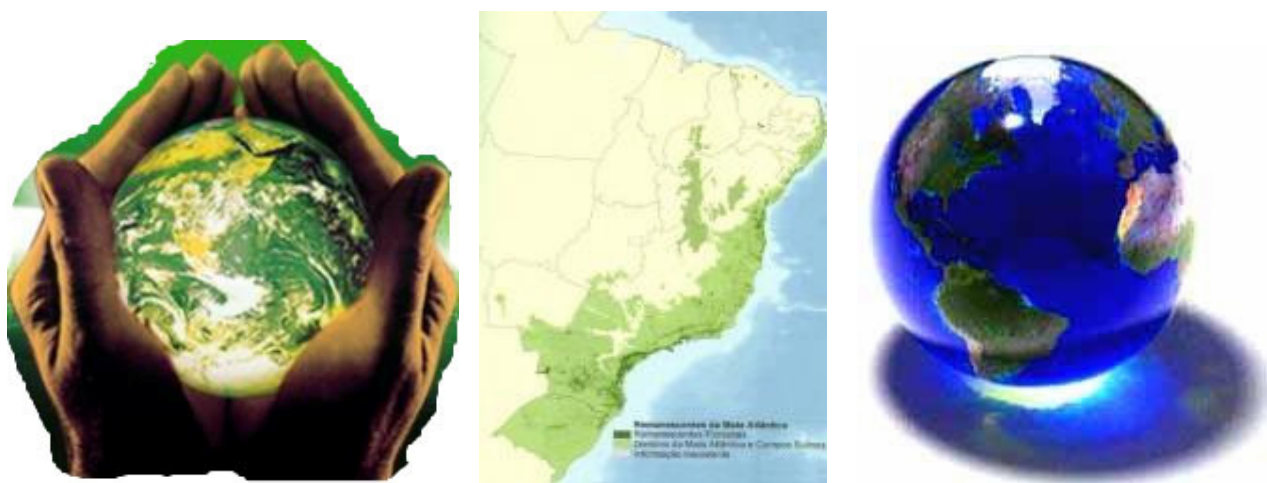 Remanescentes da Mata Atlântica
Remanescentes Florestais
Domínio da Mata Atlântica e Campos Sulinos
Informação inexistente